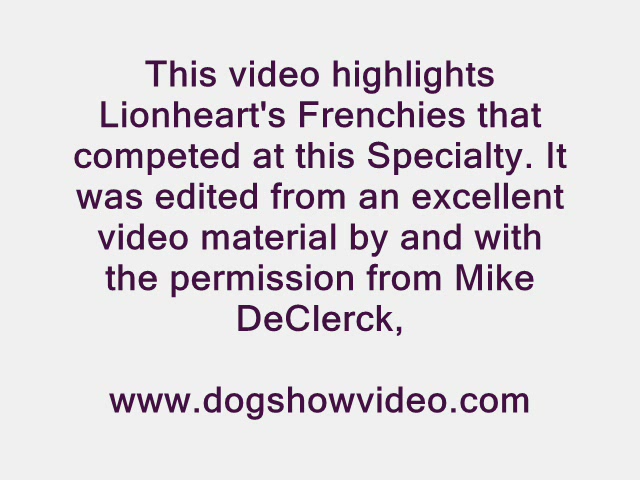 This video highlights
Lionheart's Frenchies that
competed at this Specialty. It
was edited from an excellent
video material by and with
the permission from Mike
DeClerck,
www.dogshowvideo.com